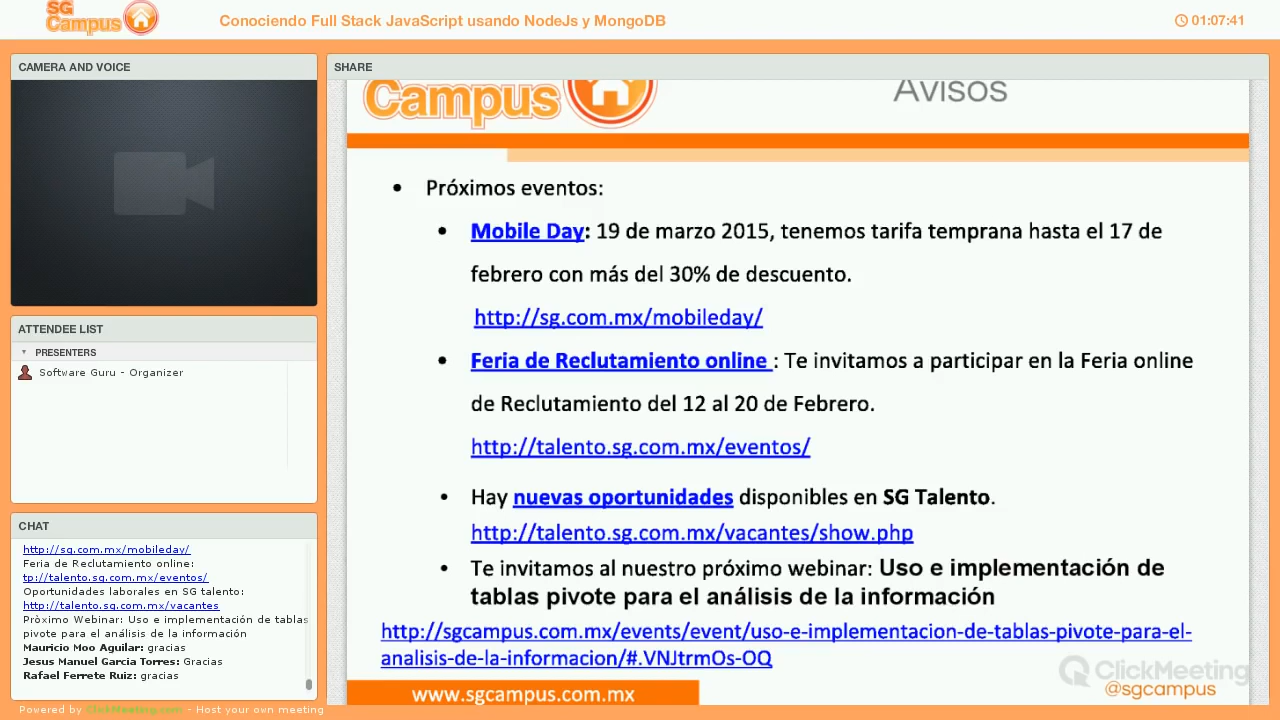 SG
Campus
Conociendo Full Stack JavaScript usando NodeJs y MongoDB
01:07:41
CAMERA AND VOICE
ATTENDEE LIST
PRESENTERS
Software Guru - Organizer
CHAT
http://sg.com.mx/mobileday/
Feria de Reclutamiento online:
tp://talento.sg.com.mx/eventos/
Oportunidades laborales en SG talento:
http://talento.sg.com.mx/vacantes
Pròximo Webinar: Uso e implementación de tablas
pivote para el análisis de la información
Mauricio Moo Aguilar: gracias
Jesus Manuel Garcia Torres: Gracias
Rafael Ferrete Ruiz: gracias
Powered by ClickMeeting.com - Host your own meeting
SHARE
Campus
Avisos
• Próximos eventos:
• Mobile Day: 19 de marzo 2015, tenemos tarifa temprana hasta el 17 de
febrero con más del 30% de descuento.
http://sg.com.mx/mobileday/
• Feria de Reclutamiento online : Te invitamos a participar en la Feria online
de Reclutamiento del 12 al 20 de Febrero.
http://talento.sg.com.mx/eventos/
• Hay nuevas oportunidades disponibles en SG Talento.
http://talento.sg.com.mx/vacantes/show.php
• Te invitamos al nuestro próximo webinar: Uso e implementación de
tablas pivote para el análisis de la información
http://sgcampus.com.mx/events/event/uso-e-implementacion-de-tablas-pivote-para-el-
analisis-de-la-informacion/#.VNJtrmOs-OQ
ClickMeeting
@sgcampus
www.sgcampus.com.mx